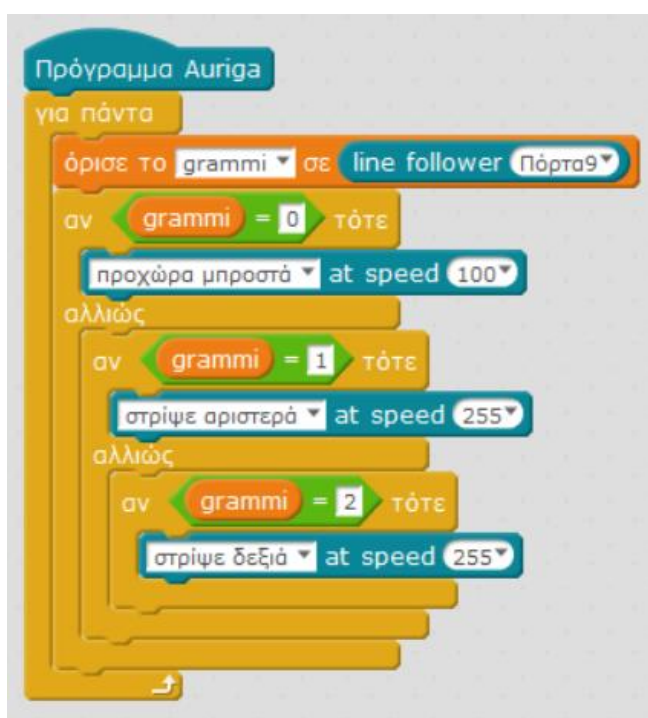 Πρόγραμμα Auriga
για πάντα
όρισε το grammi σε line follower Πόρτα9
αν grammi = 0 τότε
προχώρα μπροστά at speed 100
αλλιώς
αν grammi = 1 τότε
στρίψε αριστερά at speed 255
αλλιώς
αν grammi = 2 τότε
στρίψε δεξιά at speed 255